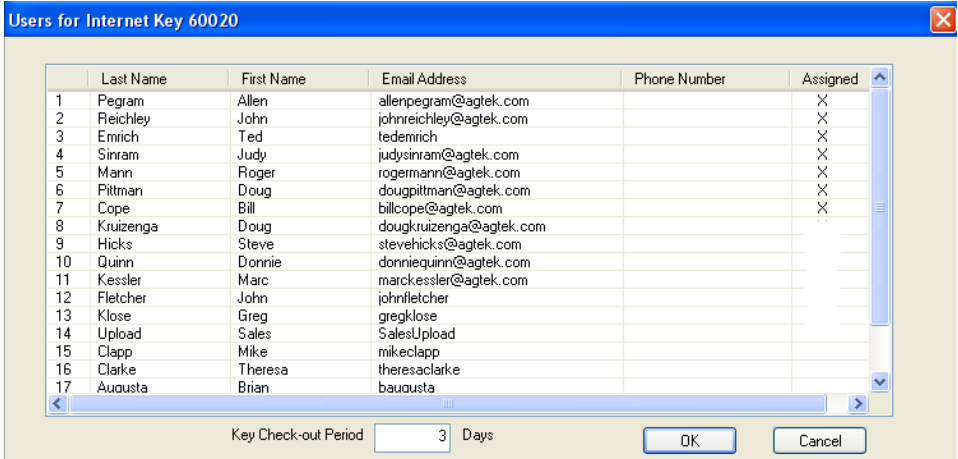 Users for Internet Key 60020
Last Name First Name Email Address Phone Number Assigned
1 Pegram Allen allenpegram@agtek.com X
2 Reichley John johnreichley@agtek.com X
3 Emrich Ted tedemrich X
4 Sinram Judy judysinram@agtek.com X
5 Mann Roger rogermann@agtek.com X
6 Pittman Doug dougpittman@agtek.com X
7 Cope Bill billcope@agtek.com X
8 Kruizenga Doug dougkruizenga@agtek.com
9 Hicks Steve stevehicks@agtek.com
10 Quinn Donnie donniequinn@agtek.com
11 Kessler Marc marckessler@agtek.com
12 Fletcher John johnfletcher
13 Klose Greg gregklose
14 Upload Sales SalesUpload
15 Clapp Mike mikeclapp
16 Clarke Theresa theresaclarke
17 Augusta Brian baugusta
Key Check-out Period 3 Days OK Cancel